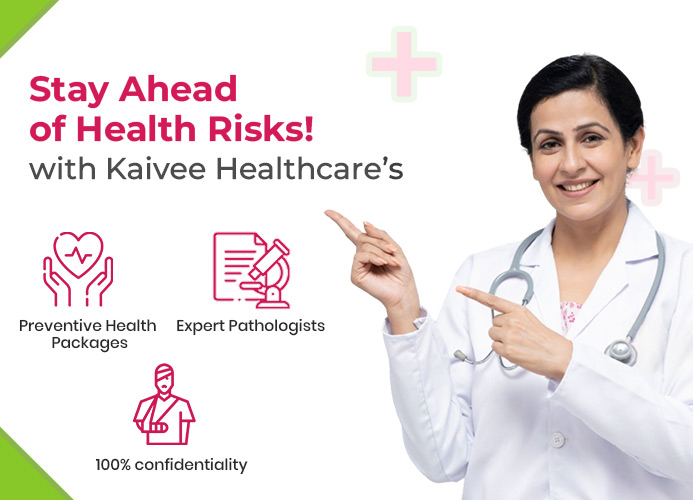 Stay Ahead
of Health Risks!
with Kaivee Healthcare's
Preventive Health
Packages
Expert Pathologists
100% confidentiality